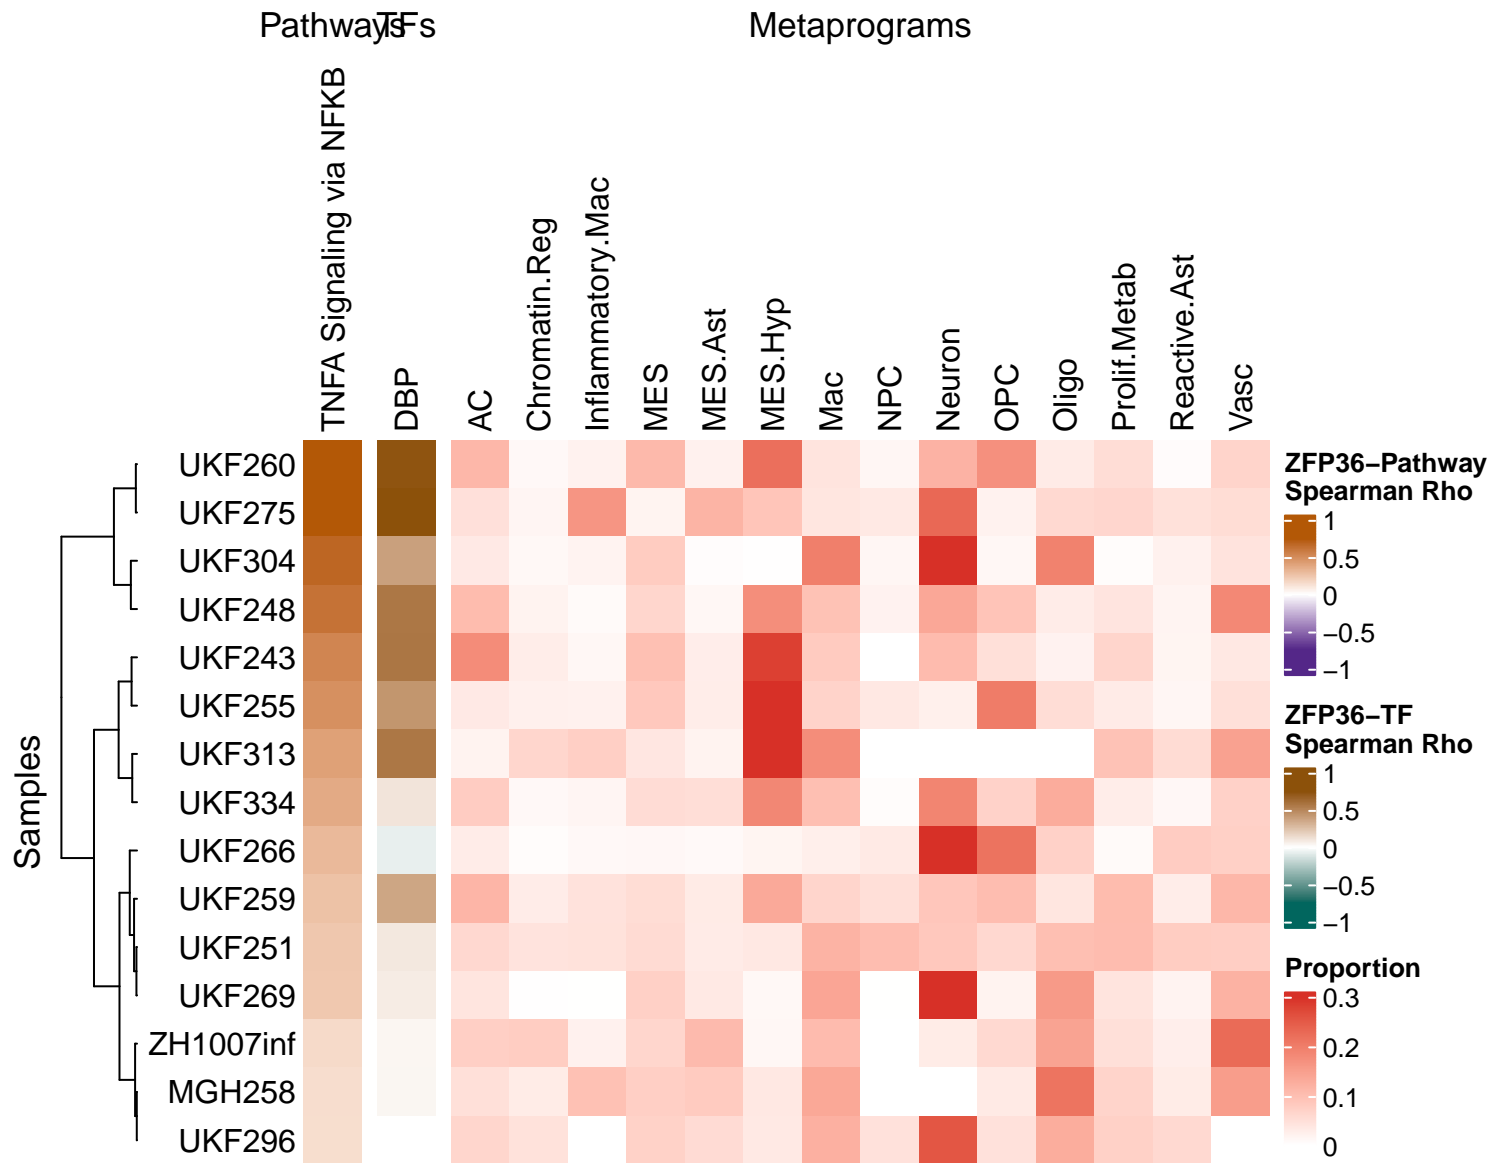 Pathways TFs Metaprograms
TNFA Signaling via NFKB
DBP
AC
Chromatin.Reg
Inflammatory.Mac
MES
MES.Ast
MES.Hyp
Mac
NPC
Neuron
OPC
Oligo
Prolif.Metab
Reactive.Ast
Vasc
Samples
UKF260
UKF275
UKF304
UKF248
UKF243
UKF255
UKF313
UKF334
UKF266
UKF259
UKF251
UKF269
ZH1007inf
MGH258
UKF296
ZFP36–Pathway
Spearman Rho
1
0.5
0
–0.5
–1
ZFP36–TF
Spearman Rho
1
0.5
0
–0.5
–1
Proportion
0.3
0.2
0.1
0